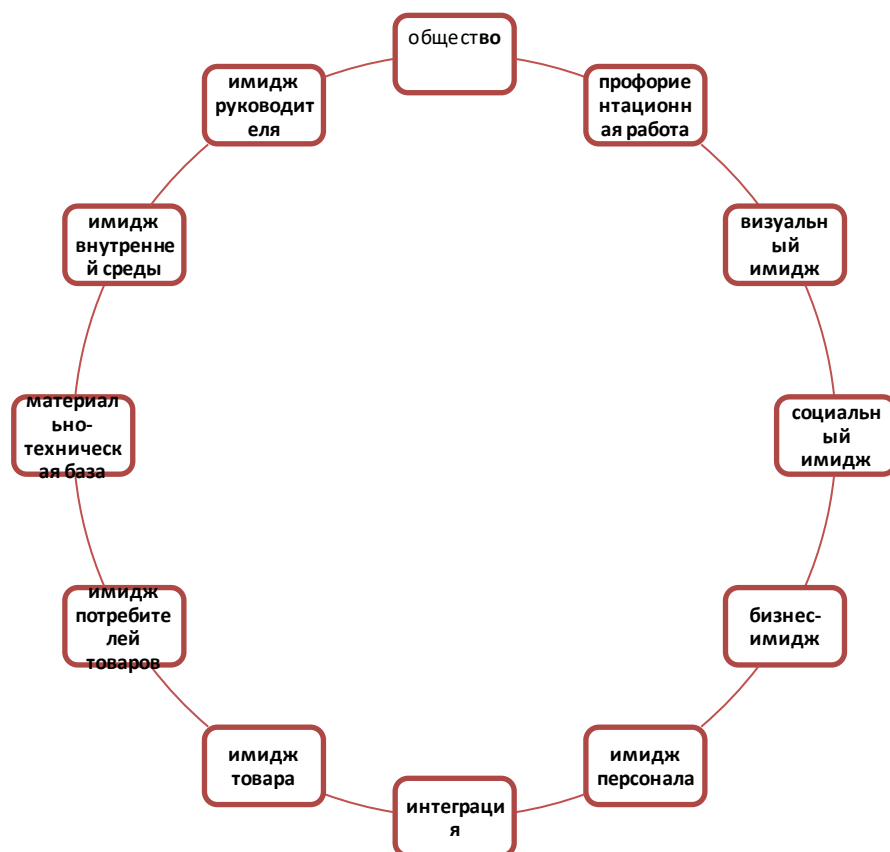 общество
профорие
нтационн
ая работа
визуальн
ый
имидж
социальн
ый
имидж
бизнес-
имидж
имидж
персонала
интеграци
я
имидж
товара
имидж
потребите
лей
товаров
материал
ьно-
техническ
ая база
имидж
внутренне
й среды
имидж
руководит
еля